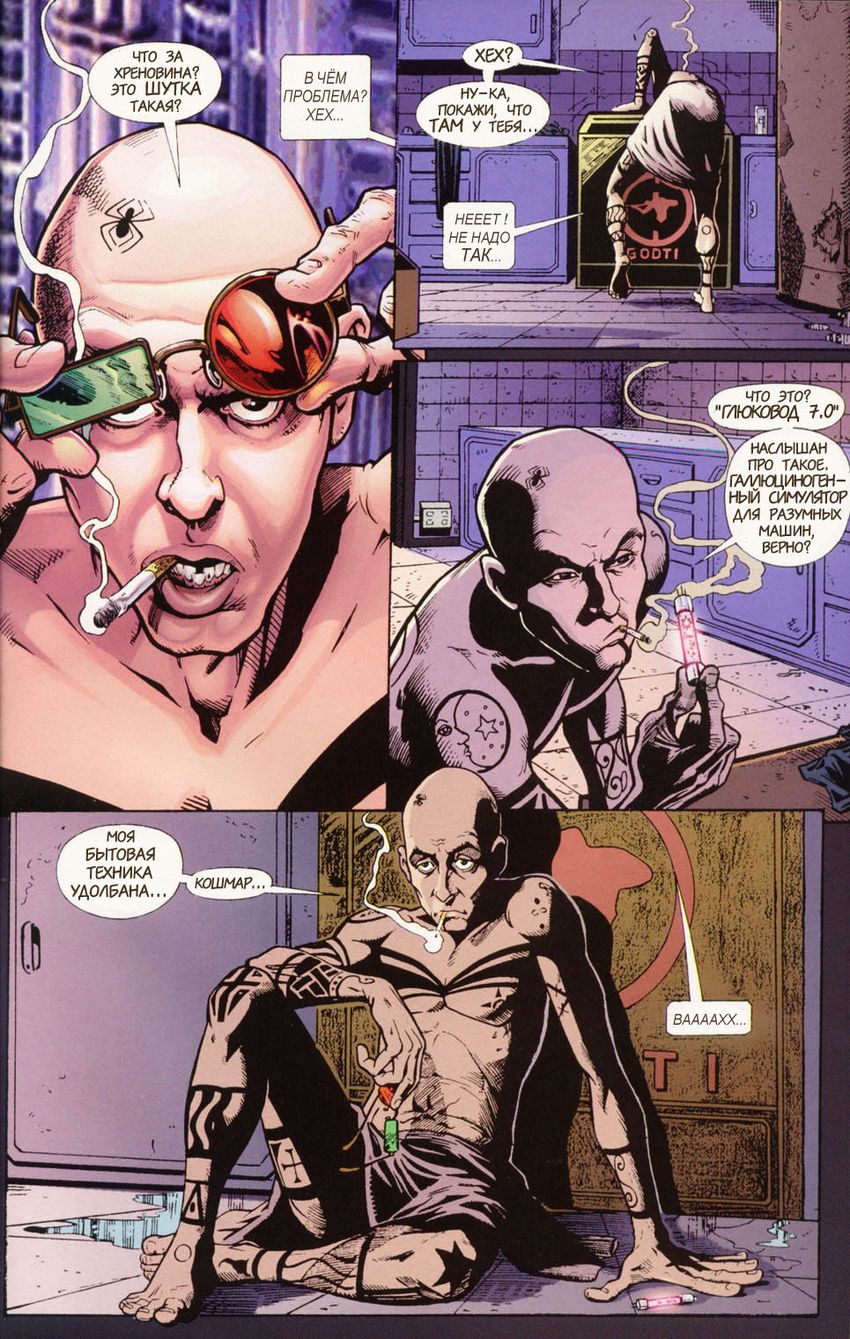 ЧТО ЗА
ХРЕНОВИНА?
ЭТО ШУТКА
ТАКАЯ?
В ЧЁМ
ПРОБЛЕМА?
ХЕХ...
ХЕХ?
НУ-КА,
ПОКАЖИ, ЧТО
ТАМ У ТЕБЯ...
НЕЕЕТ!
НЕ НАДО
ТАК...
GODTI
ЧТО ЭТО?
"ГЛЮКОВОД 7.0"
НАСЛЫШАН
ПРО ТАКОЕ.
ГАЛЛЮЦИНОГЕН-
НЫЙ СИМУЛЯТОР
ДЛЯ РАЗУМНЫХ
МАШИН,
ВЕРНО?
МОЯ
БЫТОВАЯ
ТЕХНИКА
УДОЛБАНА...
КОШМАР...
ВААААХХ...
TI